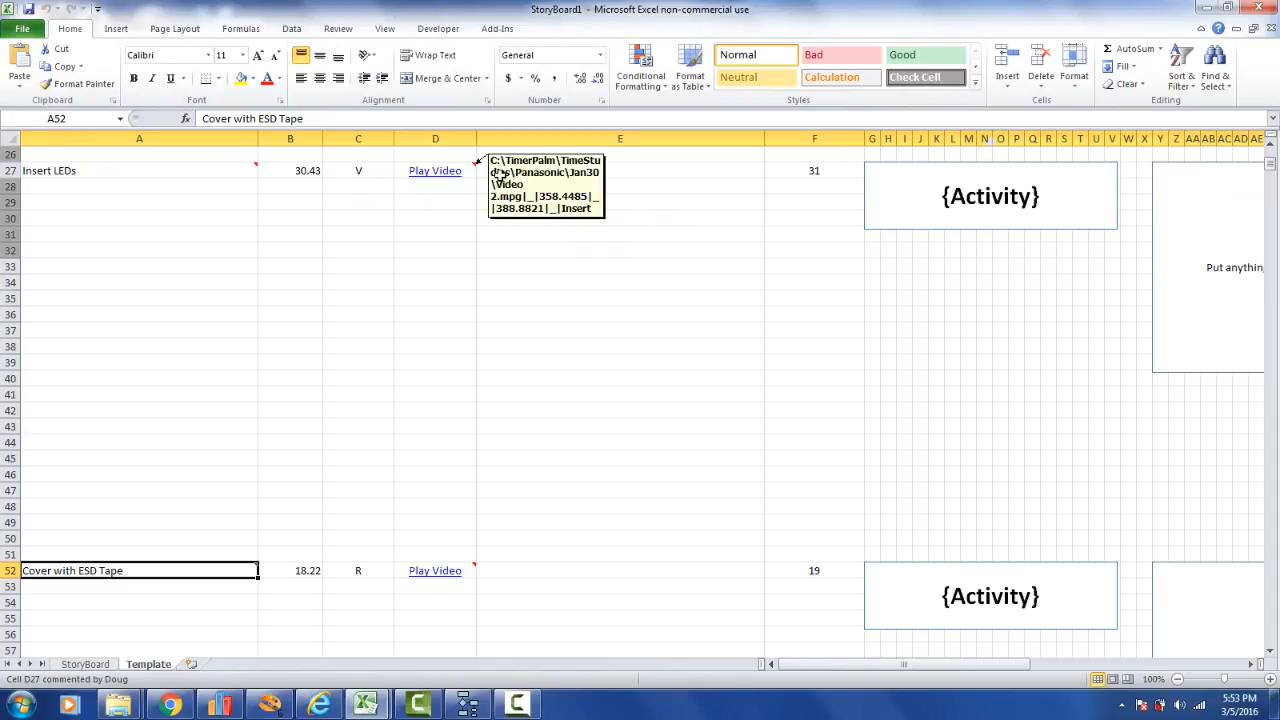 StoryBoard1 - Microsoft Excel non-commercial use
File Home Insert Page Layout Formulas Data Review View Developer Add-Ins
Paste Cut Copy Format Painter
Clipboard
Calibri 11
B I U
Font
Wrap Text
Merge & Center
Alignment
General
$ % ,
Number
Conditional Formatting
Format as Table
Normal Bad Good
Neutral Calculation Check Cell
Styles
Insert Delete Format
Cells
AutoSum
Fill
Clear
Sort & Filter
Find & Select
Editing
A52 fx Cover with ESD Tape
A B C D E F G H I J K L M N O P Q R S T U V W X Y Z AA AB AC AD AE
26
27 Insert LEDs 30.43 V Play Video 31 {Activity}
C:\TimerPalm\TimeStu
\Panasonic\Jan30
\Video
2.mpg|_|358.4485|_
|388.8821|_|Insert
28
29
30
31
32
33 Put anythin
34
35
36
37
38
39
40
41
42
43
44
45
46
47
48
49
50
51
52 Cover with ESD Tape 18.22 R Play Video 19 {Activity}
53
54
55
56
57
StoryBoard Template
Cell D27 commented by Doug
100%
5:53 PM
3/5/2016